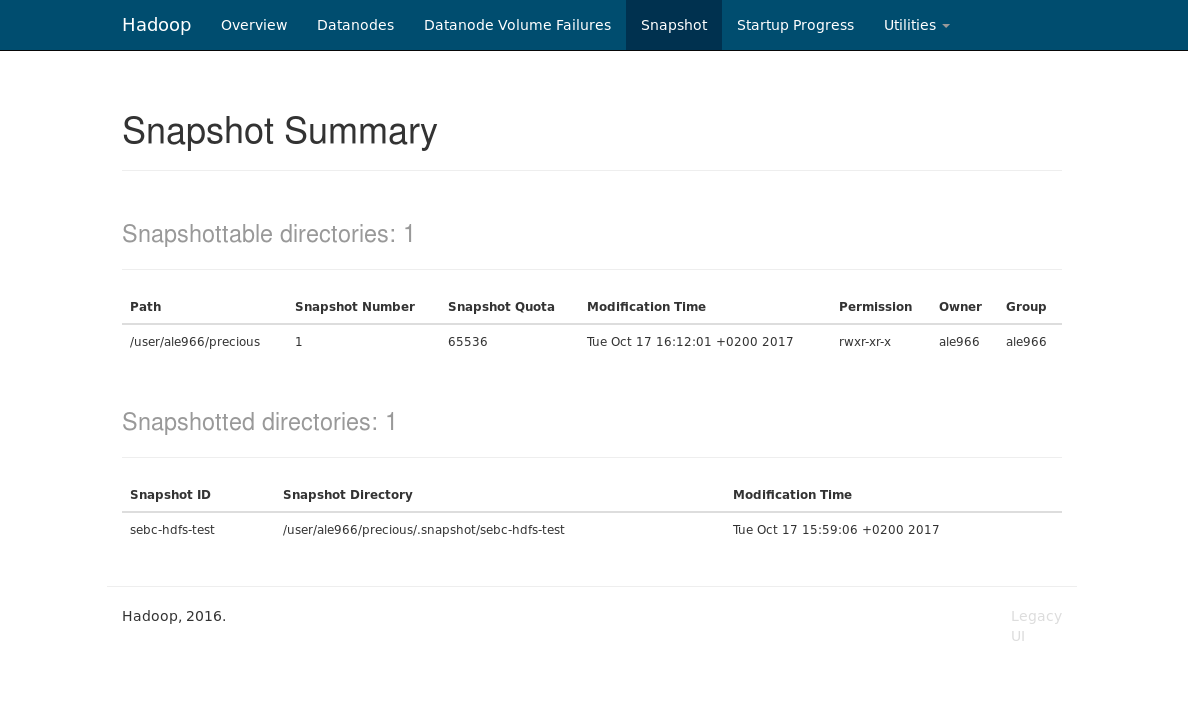 Hadoop Overview Datanodes Datanode Volume Failures Snapshot Startup Progress Utilities
Snapshot Summary
Snapshottable directories: 1
Path Snapshot Number Snapshot Quota Modification Time Permission Owner Group
/user/ale966/precious 1 65536 Tue Oct 17 16:12:01 +0200 2017 rwxr-xr-x ale966 ale966
Snapshotted directories: 1
Snapshot ID Snapshot Directory Modification Time
sebc-hdfs-test /user/ale966/precious/.snapshot/sebc-hdfs-test Tue Oct 17 15:59:06 +0200 2017
Hadoop, 2016. Legacy
UI